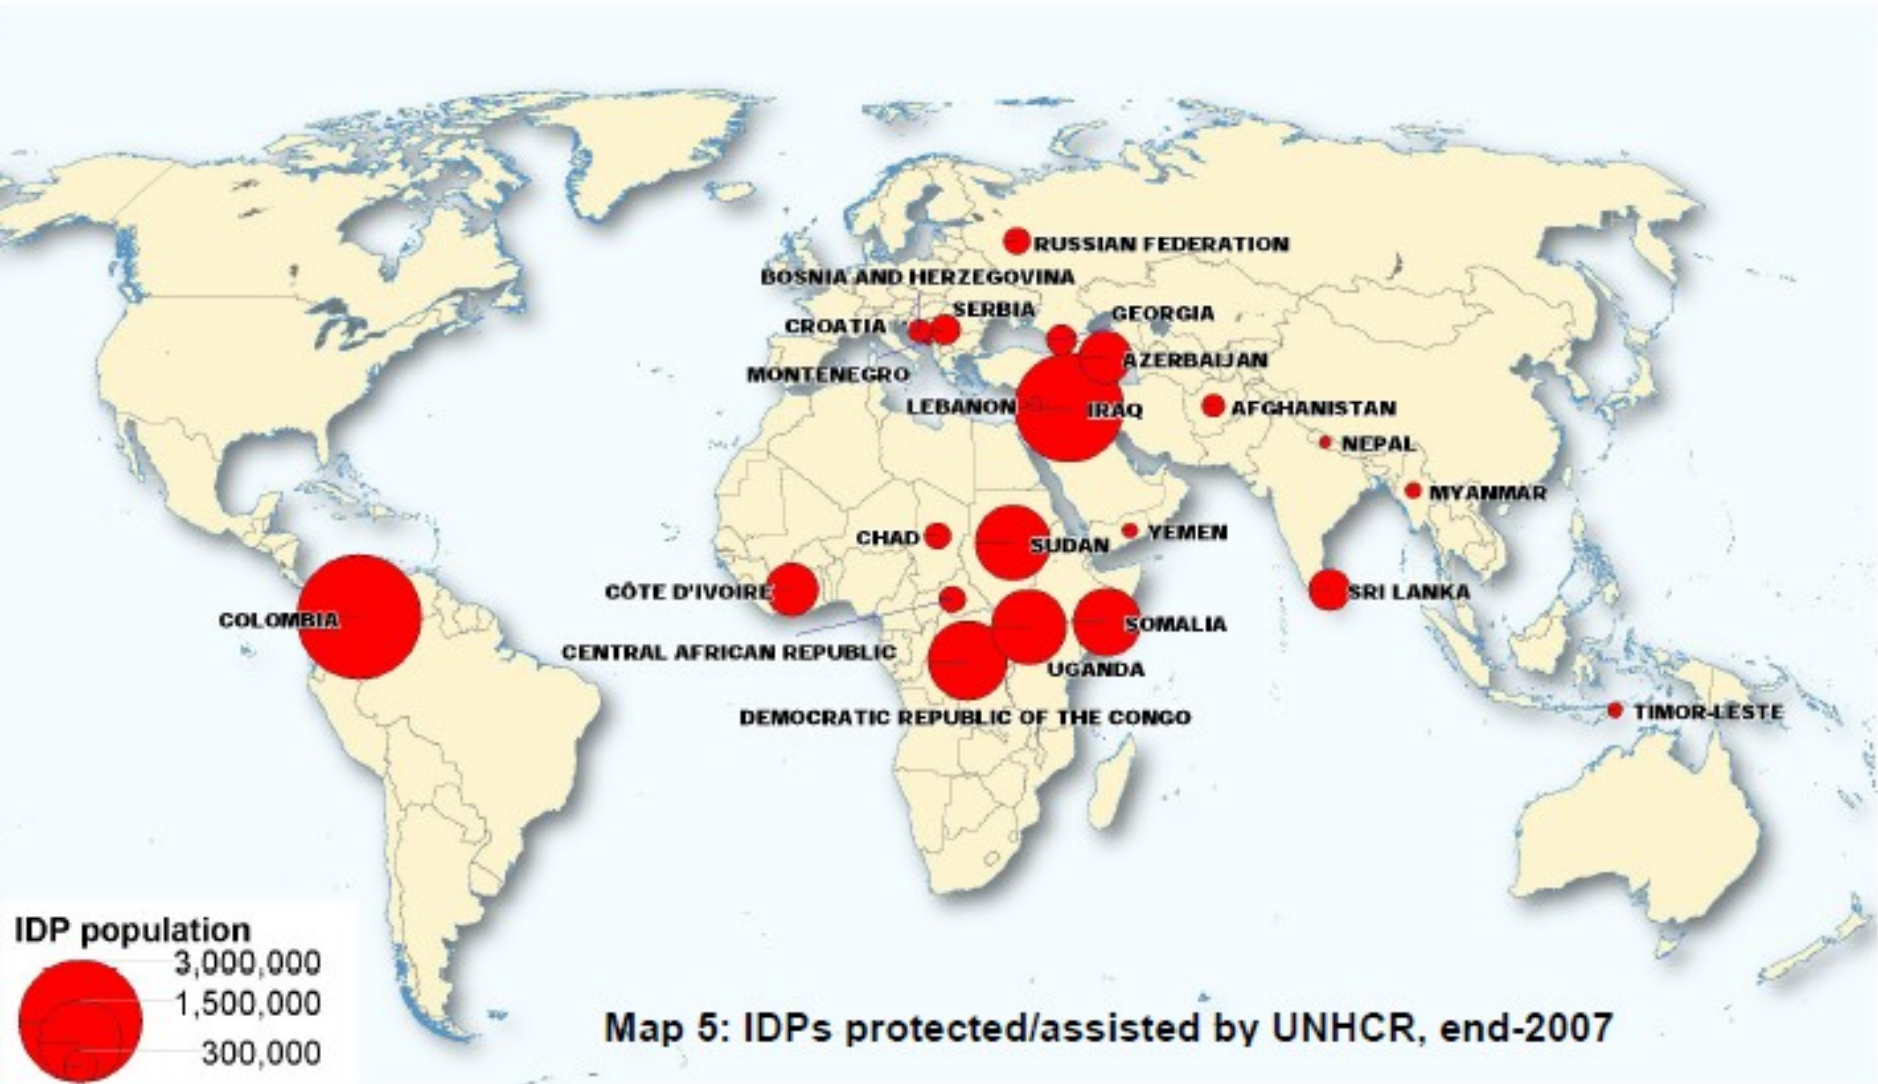 RUSSIAN FEDERATION
BOSNIA AND HERZEGOVINA
SERBIA
GEORGIA
CROATIA
AZERBAIJAN
MONTENEGRO
LEBANON
IRAQ
AFGHANISTAN
NEPAL
MYANMAR
CHAD
SUDAN
YEMEN
CÔTE D'IVOIRE
SRI LANKA
COLOMBIA
SOMALIA
CENTRAL AFRICAN REPUBLIC
UGANDA
DEMOCRATIC REPUBLIC OF THE CONGO
TIMOR-LESTE
IDP population
3,000,000
1,500,000
300,000
Map 5: IDPs protected/assisted by UNHCR, end-2007